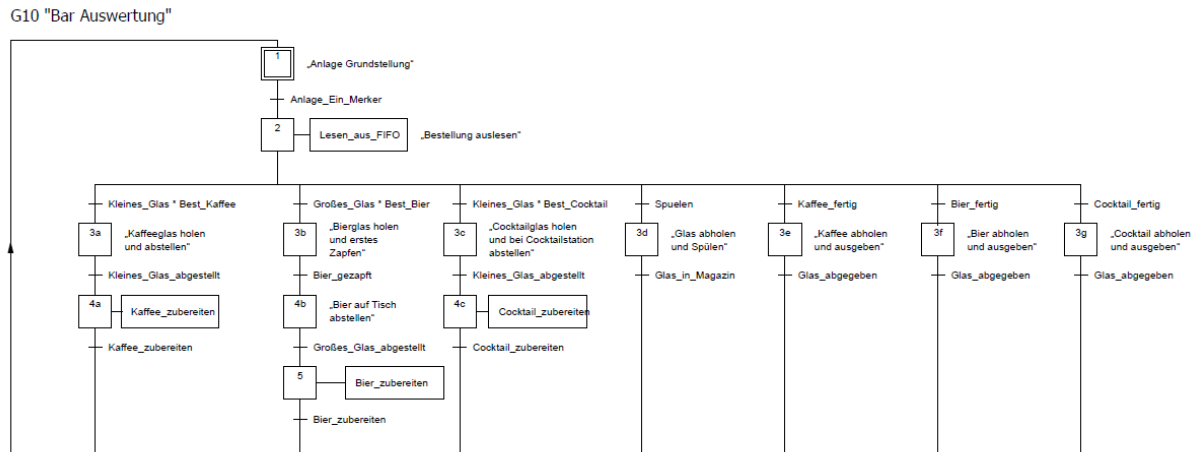 G10 "Bar Auswertung"
1
„Anlage Grundstellung"
Anlage_Ein_Merker
2
Lesen_aus_FIFO
„Bestellung auslesen"
Kleines_Glas * Best_Kaffee
Großes_Glas * Best_Bier
Kleines_Glas * Best_Cocktail
Spuelen
Kaffee_fertig
Bier_fertig
Cocktail_fertig
3a
„Kaffeeglas holen
und abstellen"
3b
„Bierglas holen
und erstes
Zapfen"
3c
„Cocktailglas holen
und bei Cocktailstation
abstellen"
3d
„Glas abholen
und Spülen"
3e
„Kaffee abholen
und ausgeben"
3f
„Bier abholen
und ausgeben"
3g
„Cocktail abholen
und ausgeben"
Kleines_Glas_abgestellt
Bier_gezapft
Kleines_Glas_abgestellt
Glas_in_Magazin
Glas_abgegeben
Glas_abgegeben
Glas_abgegeben
4a
Kaffee_zubereiten
4b
„Bier auf Tisch
abstellen"
4c
Cocktail_zubereiten
Kaffee_zubereiten
Großes_Glas_abgestellt
Cocktail_zubereiten
5
Bier_zubereiten
Bier_zubereiten